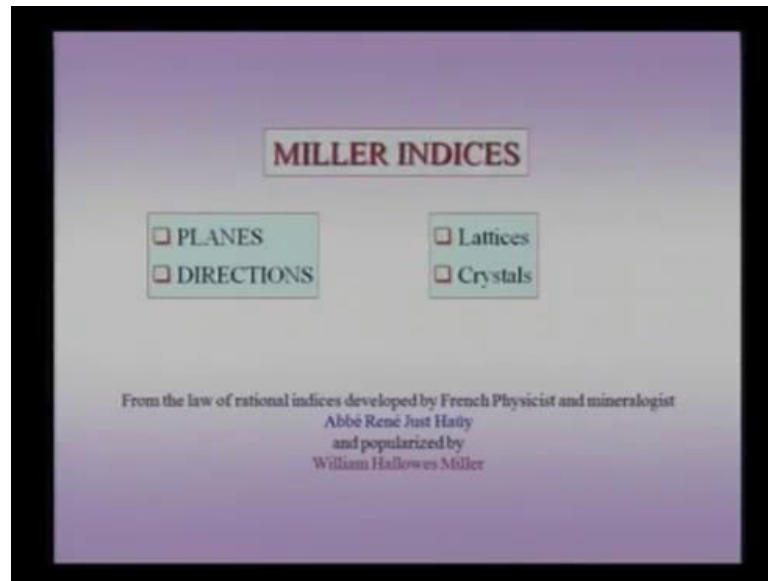 MILLER INDICES
PLANES
DIRECTIONS
Lattices
Crystals
From the law of rational indices developed by French Physicist and mineralogist
Abbé René Just Haüy
and popularized by
William Hallowes Miller